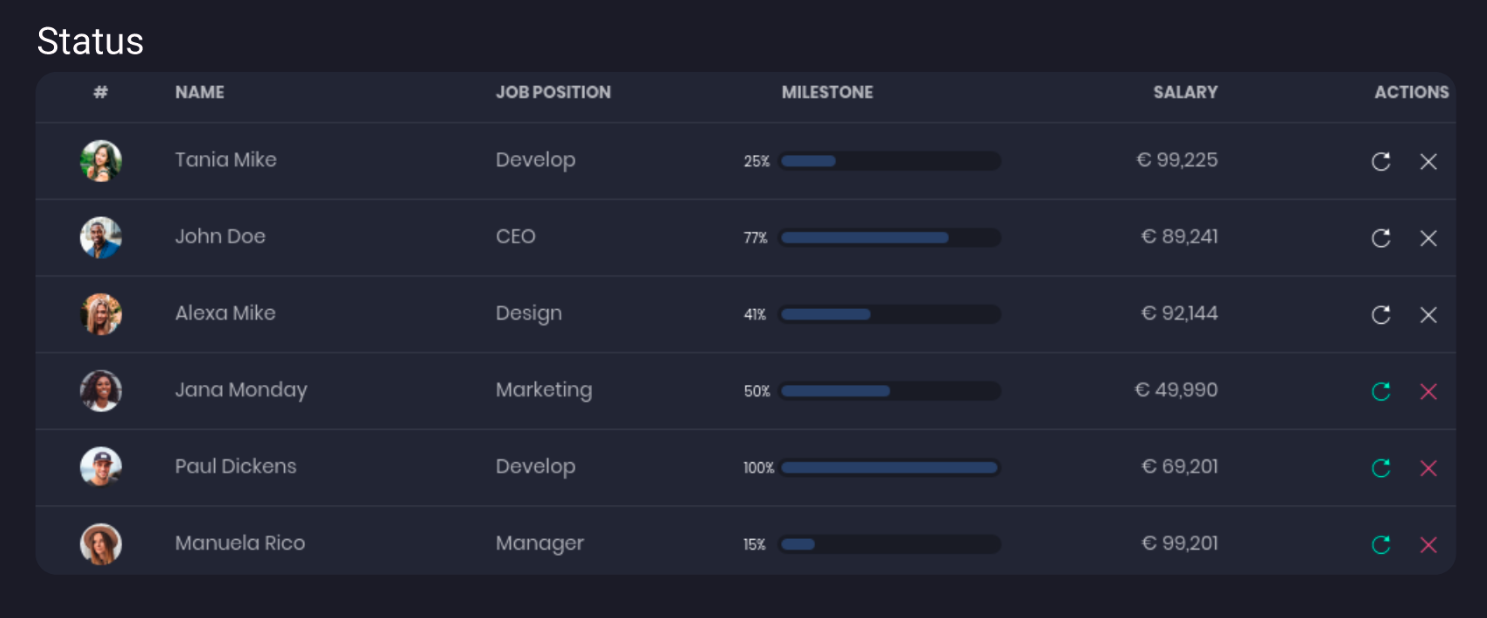 Status
# NAME JOB POSITION MILESTONE SALARY ACTIONS
Tania Mike Develop 25% € 99,225
John Doe CEO 77% € 89,241
Alexa Mike Design 41% € 92,144
Jana Monday Marketing 50% € 49,990
Paul Dickens Develop 100% € 69,201
Manuela Rico Manager 15% € 99,201